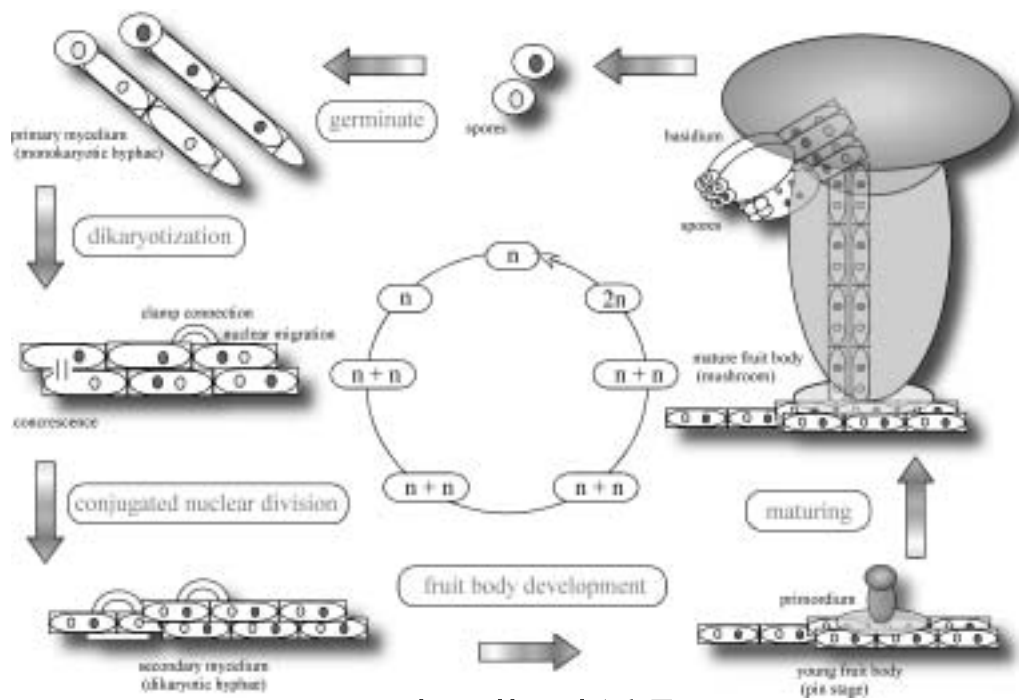 germinate
spores
basidium
spores
primary mycelium
(monokaryotic hyphae)
dikaryotization
clamp connection
nuclear migration
concrescence
n
n
2n
n + n
n + n
n + n
n + n
mature fruit body
(mushroom)
conjugated nuclear division
maturing
fruit body development
primordium
secondary mycelium
(dikaryotic hyphae)
young fruit body
(pin stage)